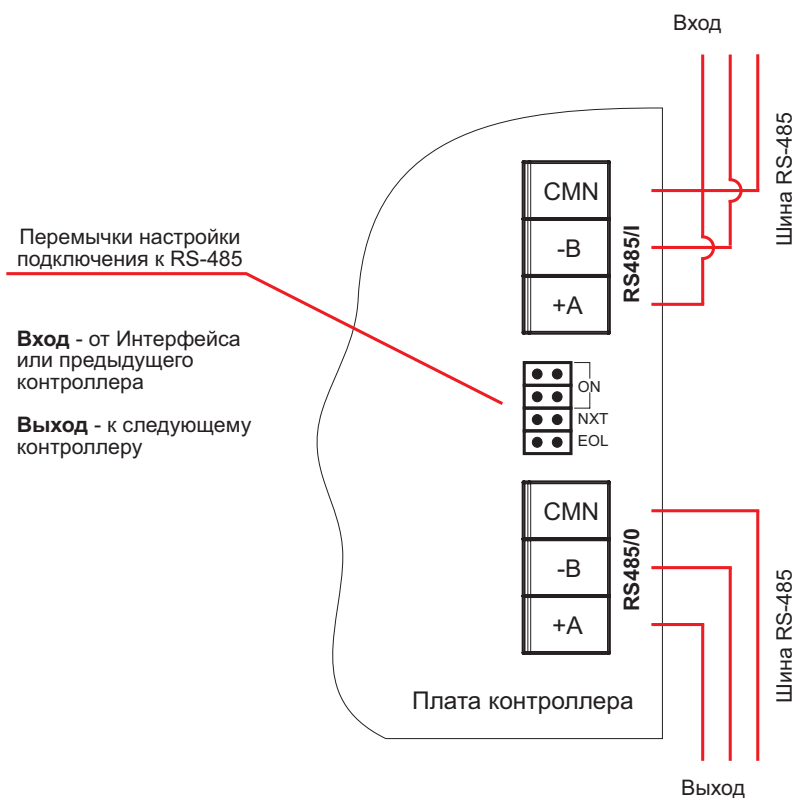 Вход
Шина RS-485
CMN
-B
+A
RS485/I
Перемычки настройки
подключения к RS-485
Вход - от Интерфейса
или предыдущего
контроллера
Выход - к следующему
контроллеру
ON
NXT
EOL
CMN
-B
+A
RS485/0
Шина RS-485
Плата контроллера
Выход